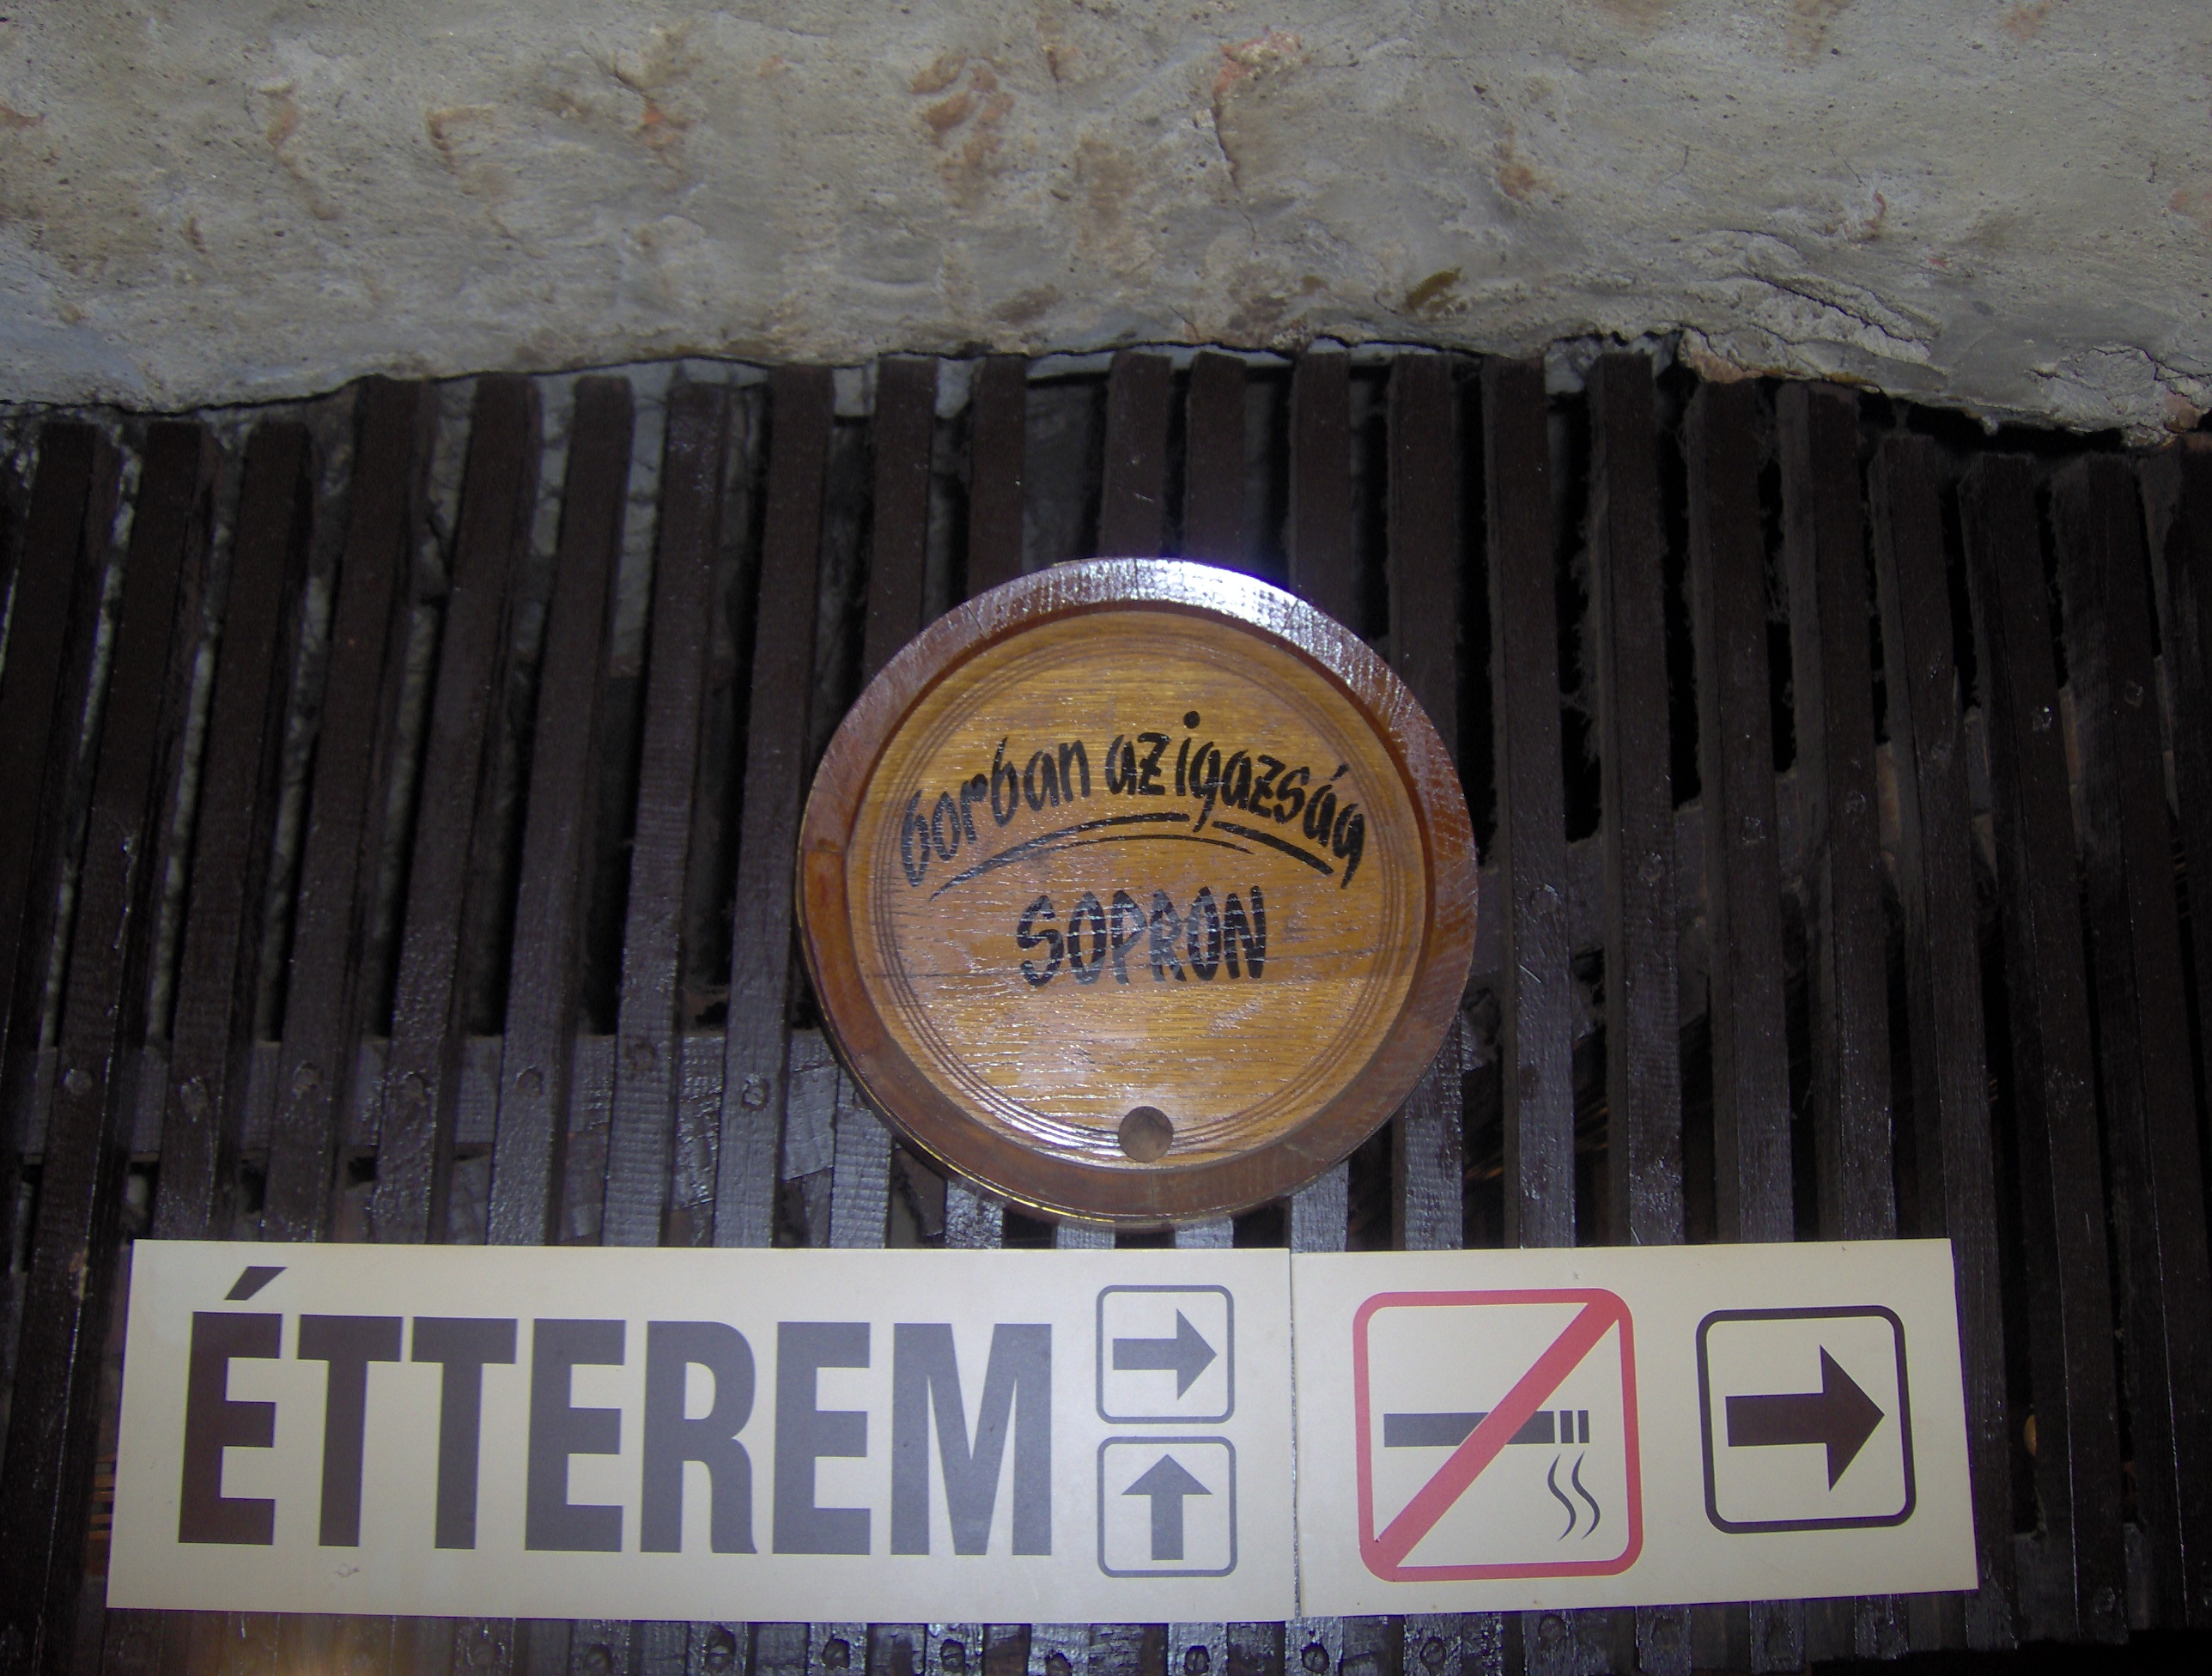 borban az igazság
SOPRON
ÉTTEREM